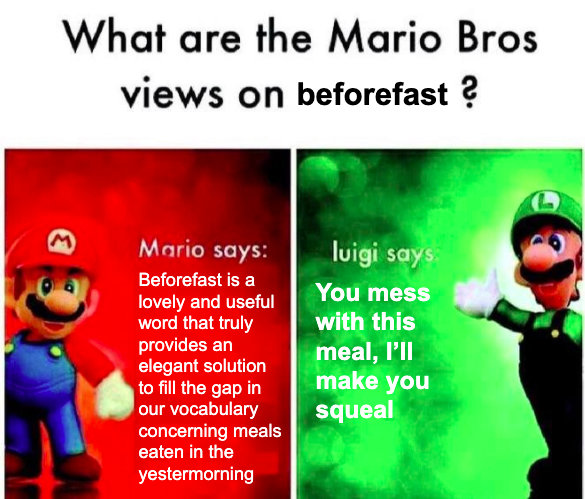 What are the Mario Bros
views on beforefast ?
M
Mario says:
Beforefast is a
lovely and useful
word that truly
provides an
elegant solution
to fill the gap in
our vocabulary
concerning meals
eaten in the
yestermorning
L
luigi says:
You mess
with this
meal, I’ll
make you
squeal